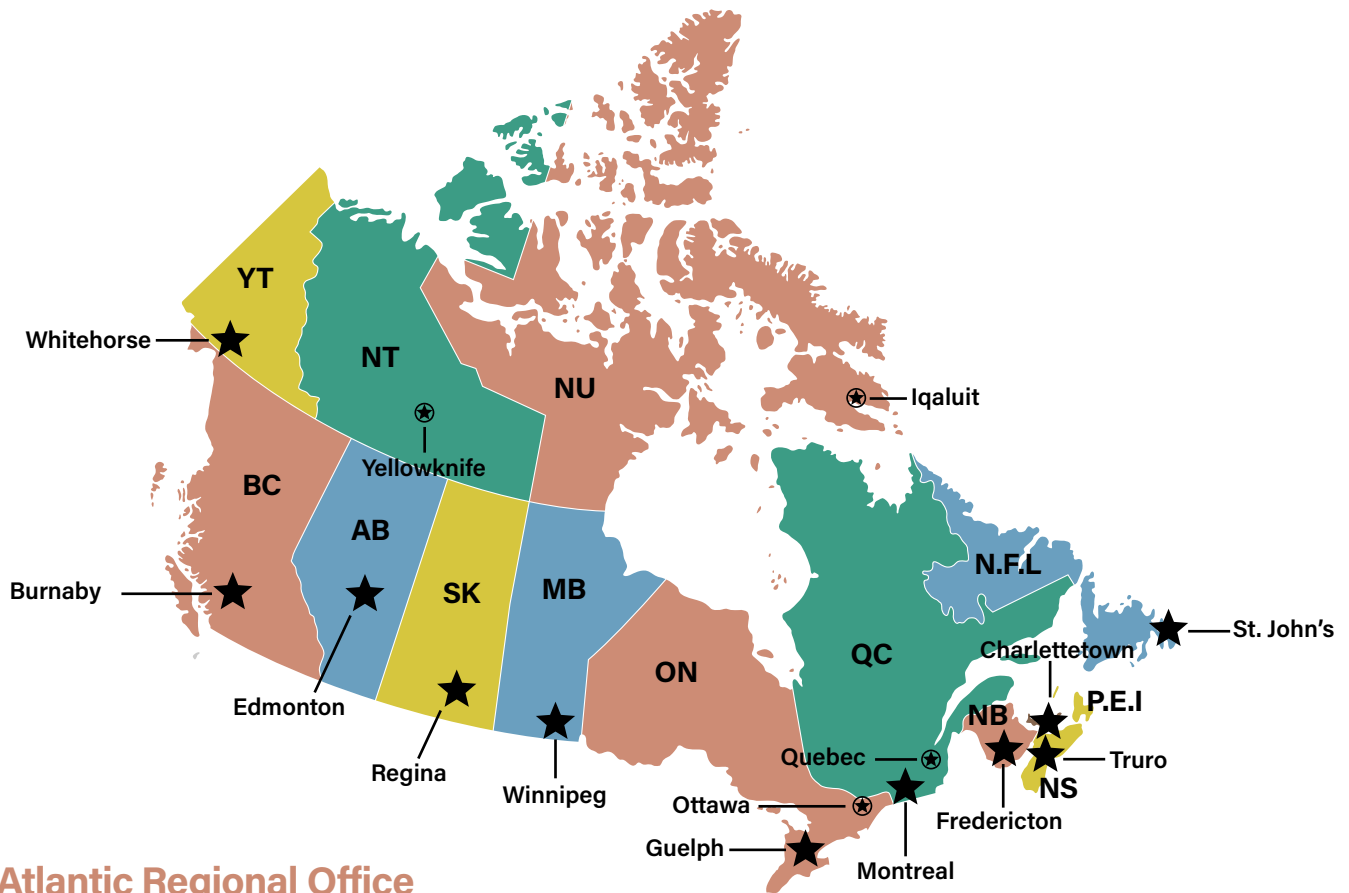 YT
Whitehorse
NT
NU
Iqaluit
Yellowknife
BC
AB
SK
MB
N.F.L
Burnaby
St. John’s
Charlettetown
QC
ON
P.E.I
NB
Edmonton
Regina
Winnipeg
Quebec
Truro
NS
Ottawa
Fredericton
Guelph
Montreal
Atlantic Regional Office